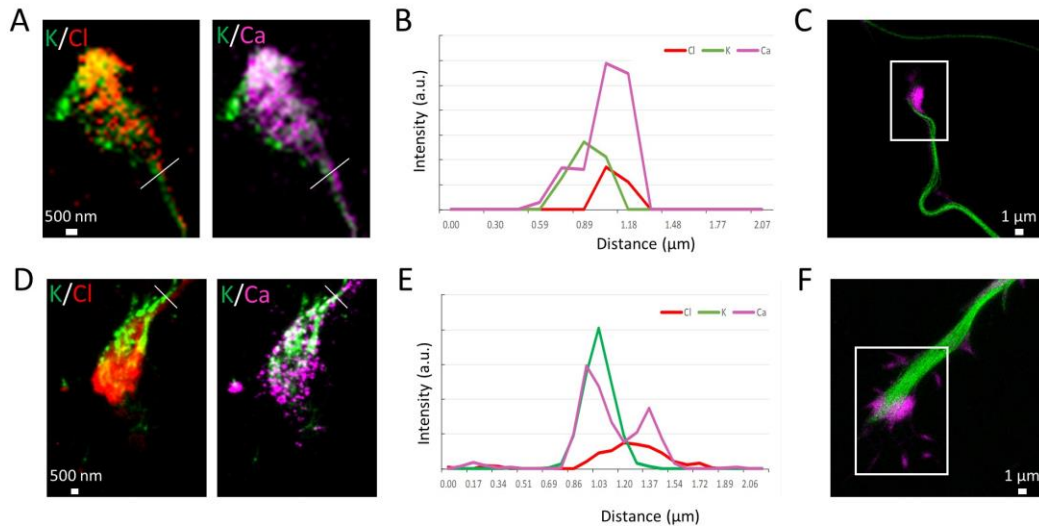 A
K/Cl
K/Ca
500 nm
B
Cl K Ca
Intensity (a.u.)
0.00 0.30 0.59 0.89 1.18 1.48 1.77 2.07
Distance (µm)
C
1 µm
D
K/Cl
K/Ca
500 nm
E
Cl K Ca
Intensity (a.u.)
0.00 0.17 0.34 0.51 0.69 0.86 1.03 1.20 1.37 1.54 1.72 1.89 2.06
Distance (µm)
F
1 µm